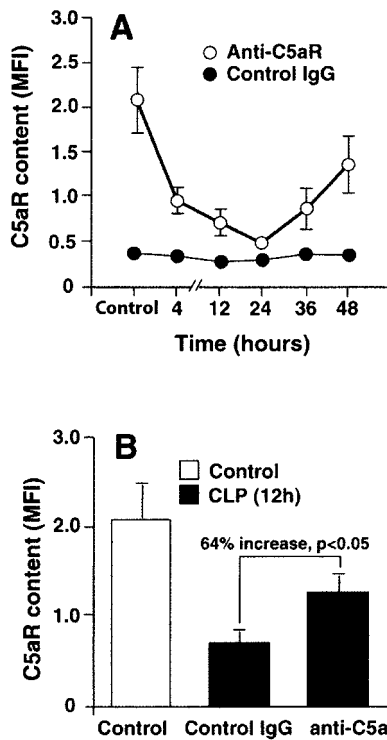 A
3.0
2.5
2.0
1.5
1.0
0.5
0
C5aR content (MFI)
Anti-C5aR
Control IgG
Control 4 12 24 36 48
Time (hours)
B
3.0
2.0
1.0
0
C5aR content (MFI)
Control
CLP (12h)
64% increase, p<0.05
Control Control IgG anti-C5a